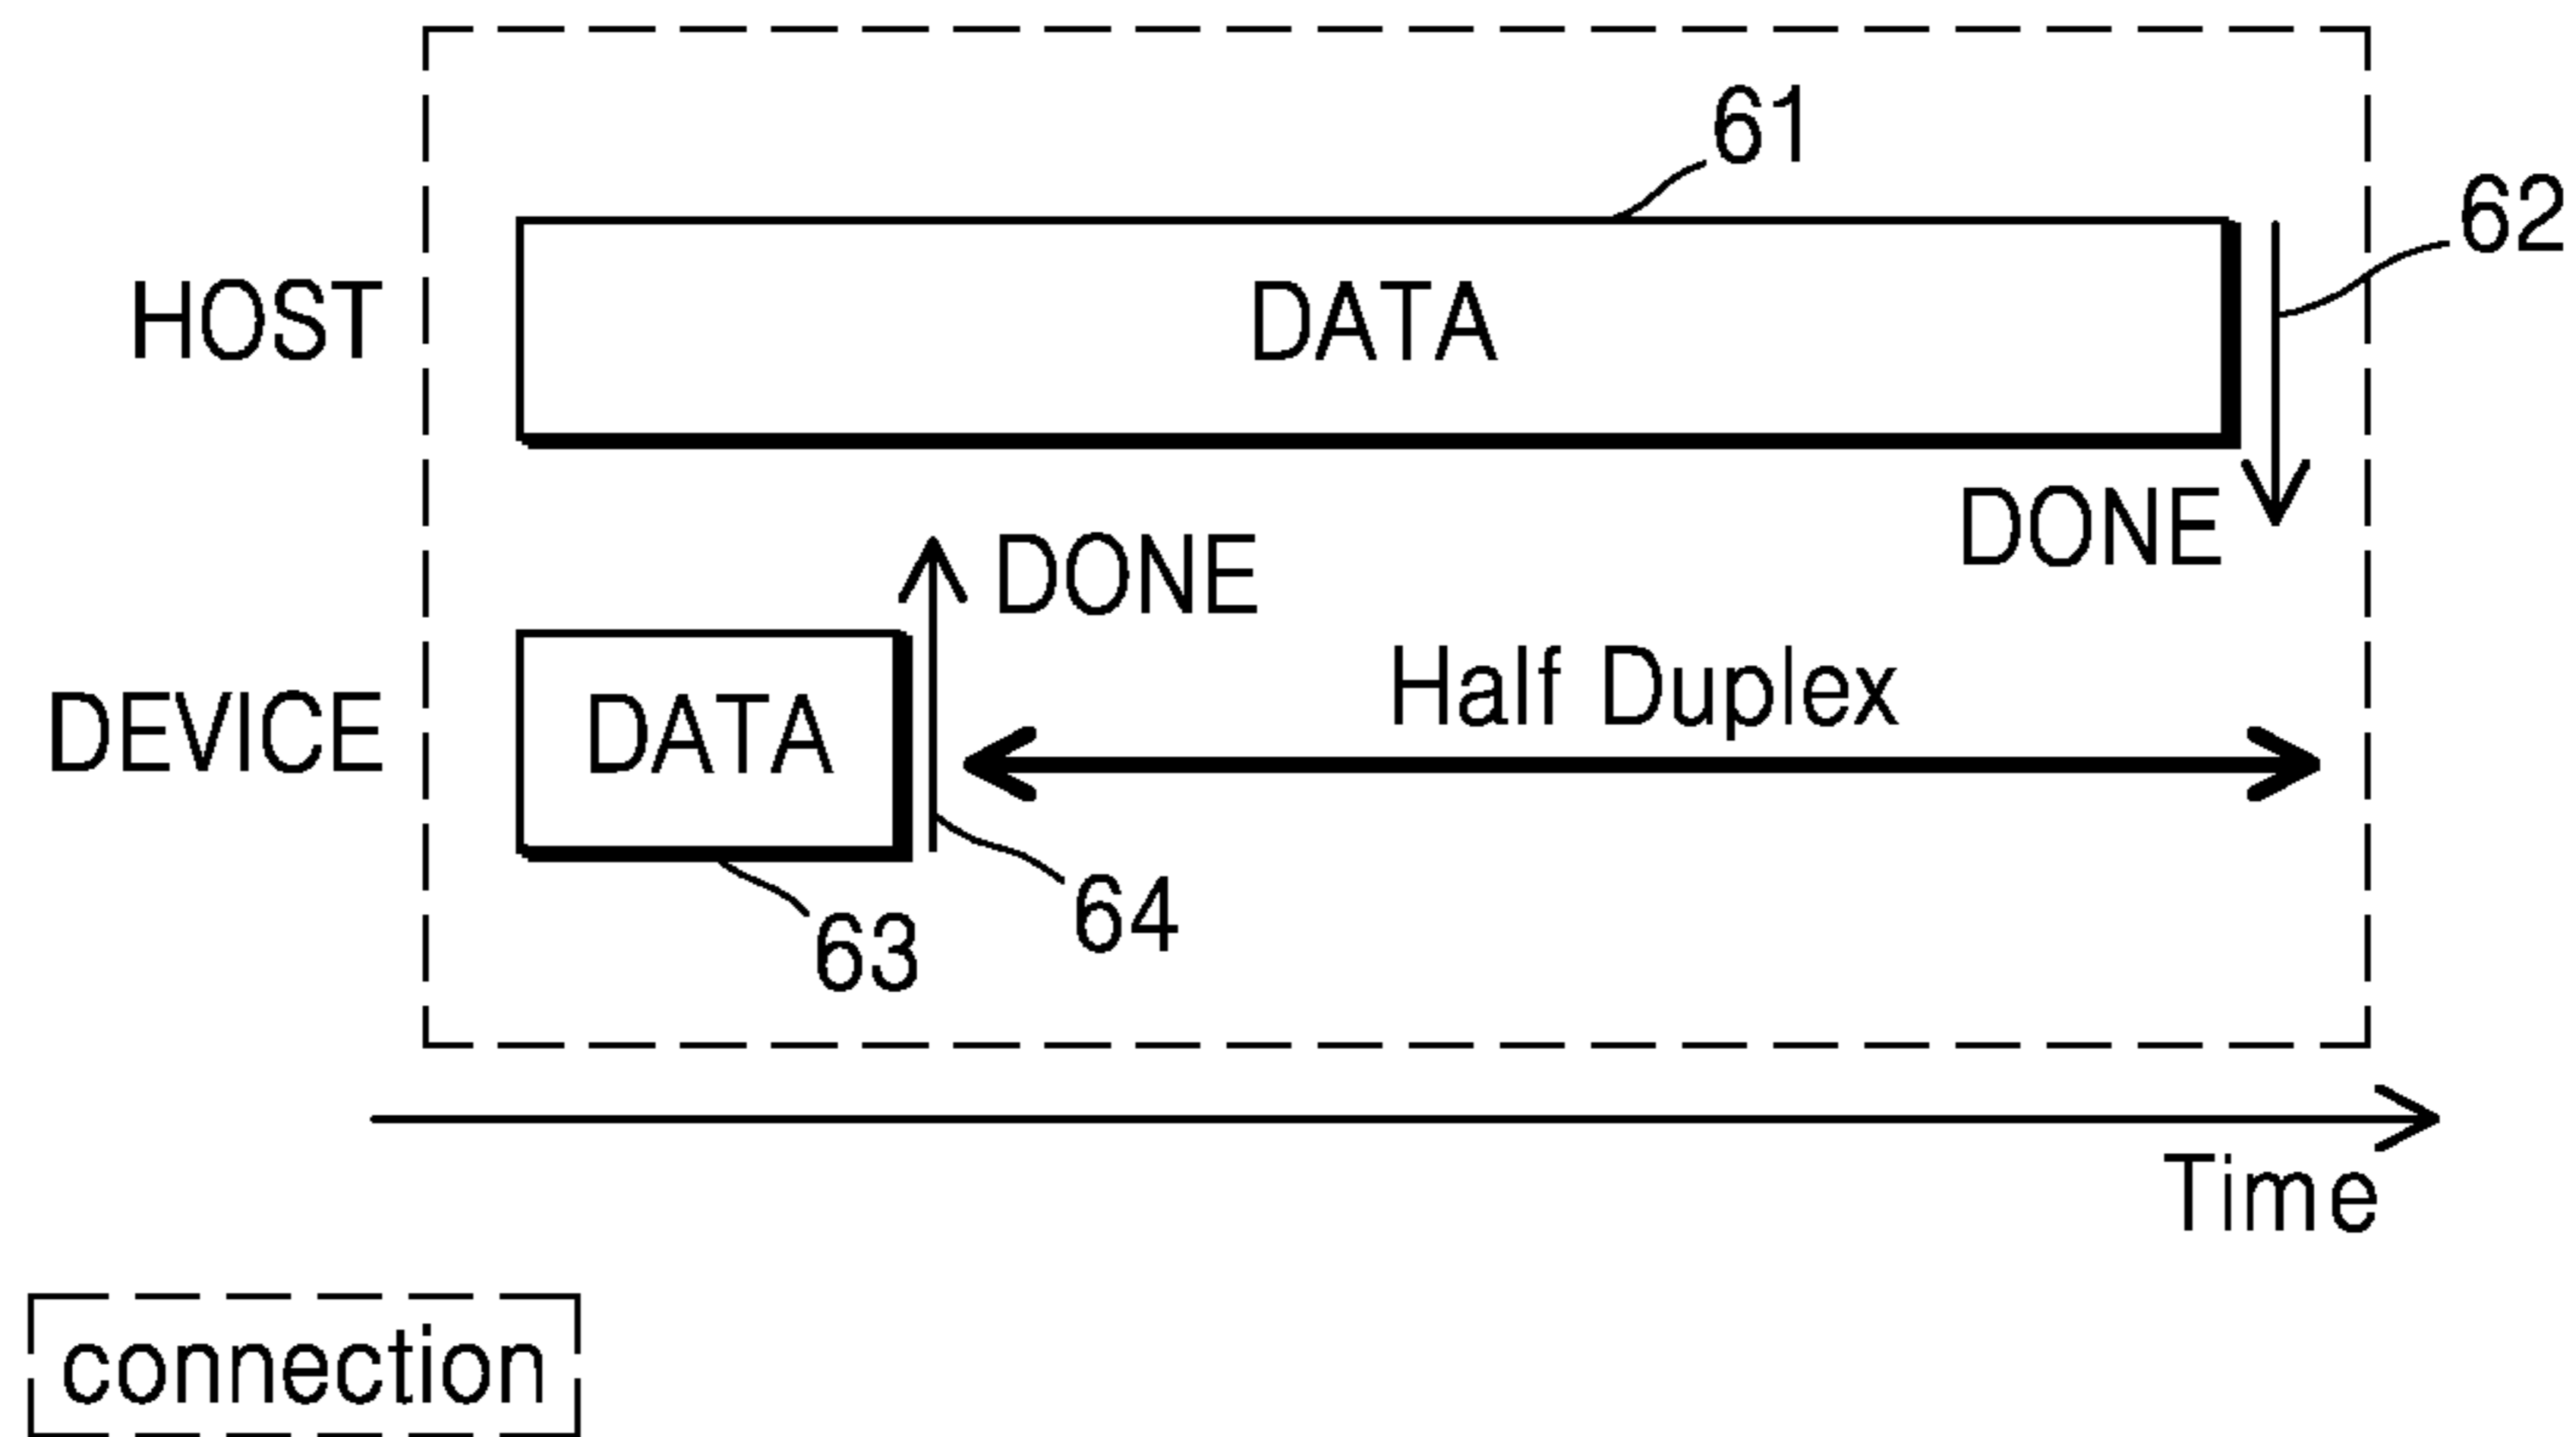 61
62
HOST
DATA
DONE
DONE
Half Duplex
DEVICE
DATA
64
63
Time
connection